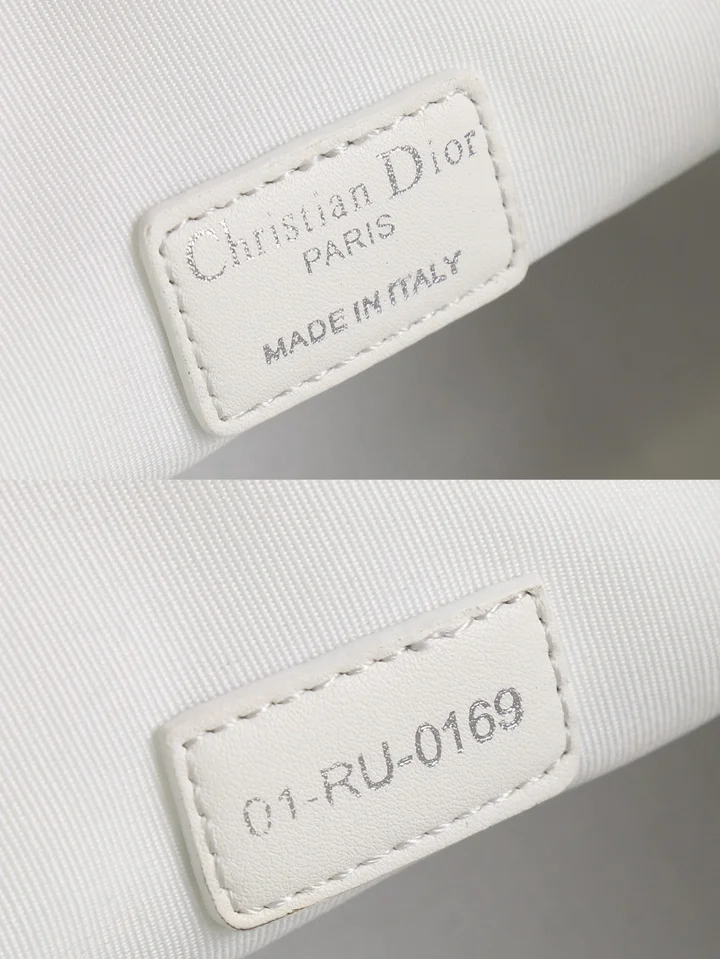 Christian Dior
PARIS
MADE IN ITALY
01-RU-0169